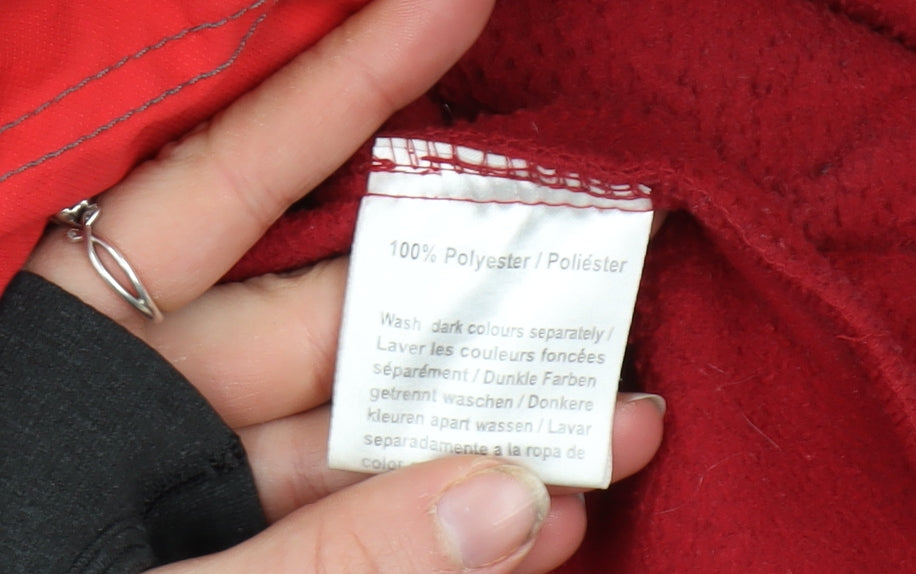 100% Polyester / Poliéster
Wash dark colours separately /
Laver les couleurs foncées
séparément / Dunkle Farben
getrennt waschen / Donkere
kleuren apart wassen / Lavar
separadamente a la ropa de
color